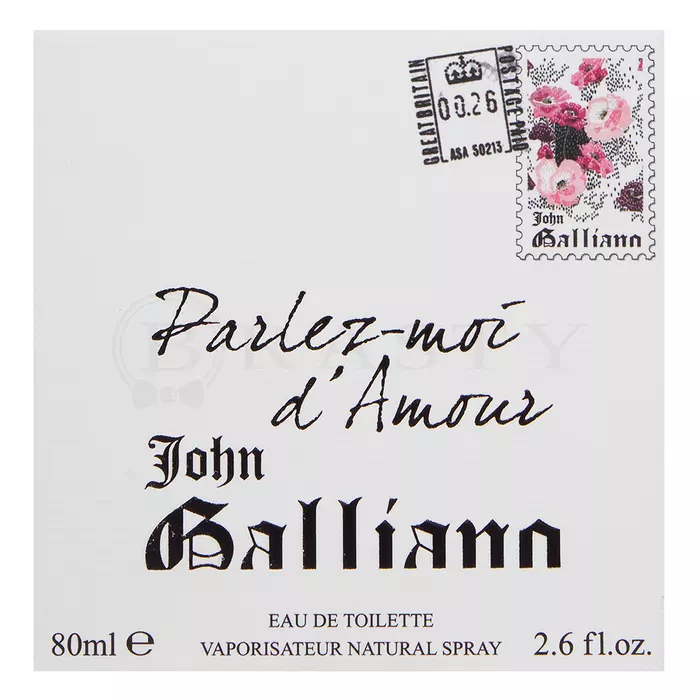 GREAT BRITAIN
00.26
POSTAGE PAID
ASA 50213
John
Galliano
Parlez-moi
d'Amour
BRASTY
John
Galliano
EAU DE TOILETTE
80ml e VAPORISATEUR NATURAL SPRAY 2.6 fl.oz.